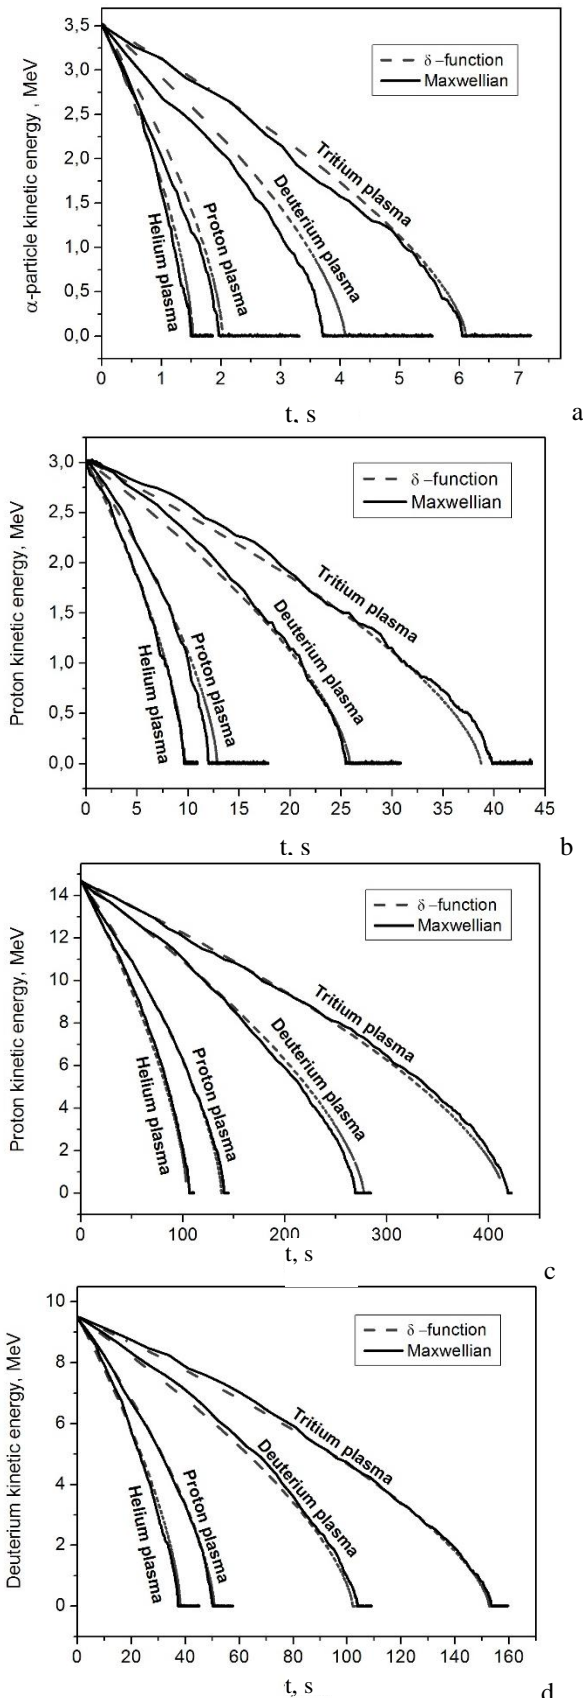 α-particle kinetic energy , MeV
3,5
3,0
2,5
2,0
1,5
1,0
0,5
0,0
δ –function
Maxwellian
Tritium plasma
Deuterium plasma
Proton plasma
Helium plasma
0 1 2 3 4 5 6 7
t, s
a
Proton kinetic energy, MeV
3,0
2,5
2,0
1,5
1,0
0,5
0,0
δ –function
Maxwellian
Tritium plasma
Deuterium plasma
Proton plasma
Helium plasma
0 5 10 15 20 25 30 35 40 45
t, s
b
Proton kinetic energy, MeV
14
12
10
8
6
4
2
0
δ –function
Maxwellian
Tritium plasma
Deuterium plasma
Proton plasma
Helium plasma
0 100 200 300 400
t, s
c
Deuterium kinetic energy, MeV
10
8
6
4
2
0
δ –function
Maxwellian
Tritium plasma
Deuterium plasma
Proton plasma
Helium plasma
0 20 40 60 80 100 120 140 160
t, s
d